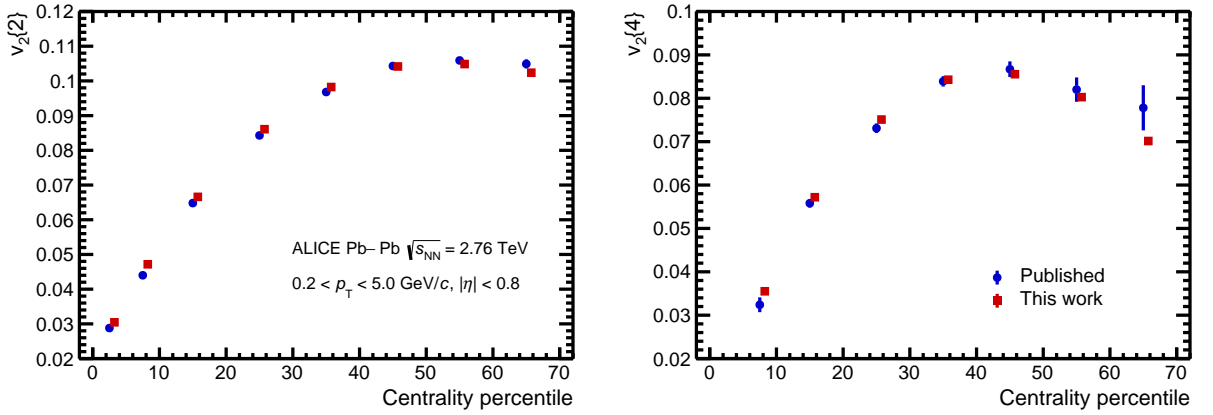 v₂{2}
0.12
0.11
0.1
0.09
0.08
0.07
0.06
0.05
0.04
0.03
0.02
ALICE Pb– Pb √s_NN = 2.76 TeV
0.2 < p_T < 5.0 GeV/c, |η| < 0.8
0 10 20 30 40 50 60 70
Centrality percentile
v₂{4}
0.1
0.09
0.08
0.07
0.06
0.05
0.04
0.03
0.02
Published
This work
0 10 20 30 40 50 60 70
Centrality percentile